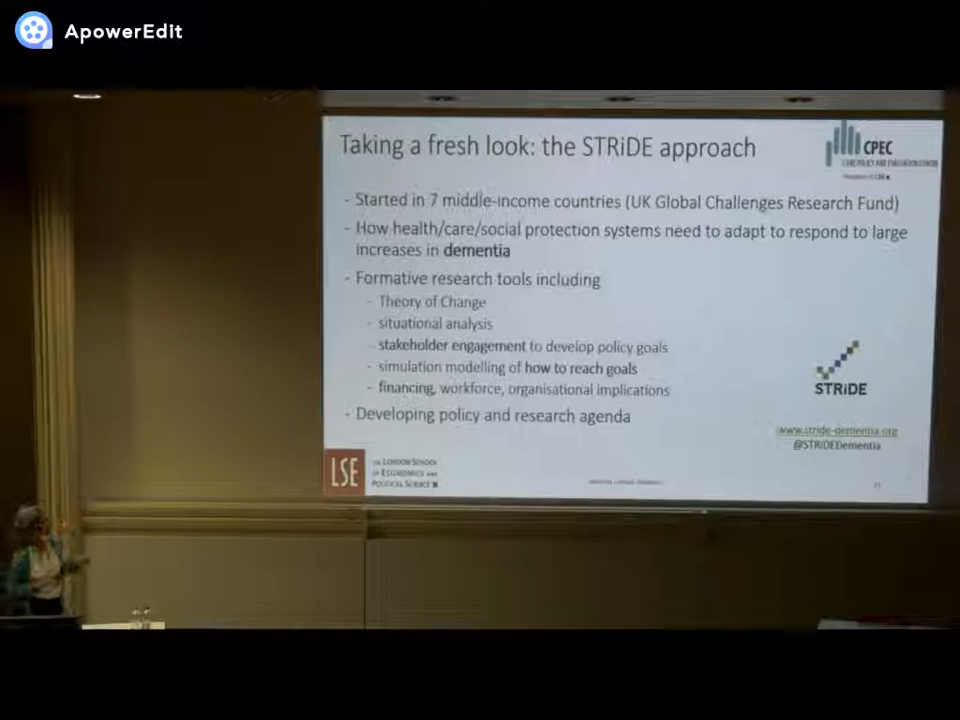 ApowerEdit
Taking a fresh look: the STRiDE approach
CPEC
CARE POLICY AND EVALUATION CENTRE
- Started in 7 middle-income countries (UK Global Challenges Research Fund)
- How health/care/social protection systems need to adapt to respond to large
increases in dementia
- Formative research tools including
- Theory of Change
- situational analysis
stakeholder engagement to develop policy goals
- simulation modelling of how to reach goals
- financing, workforce, organisational implications
- Developing policy and research agenda
STRiDE
www.stride-dementia.org
@STRiDEDementia
LSE
THE LONDON SCHOOL
OF ECONOMICS AND
POLITICAL SCIENCE